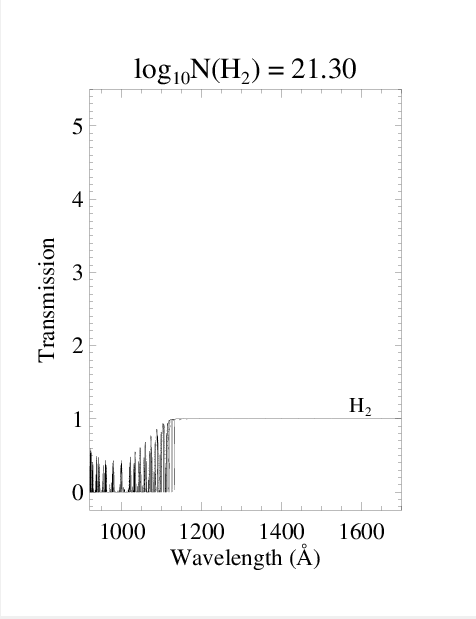 log₁₀N(H₂) = 21.30
5
4
3
2
1
0
Transmission
H₂
1000 1200 1400 1600
Wavelength (Å)